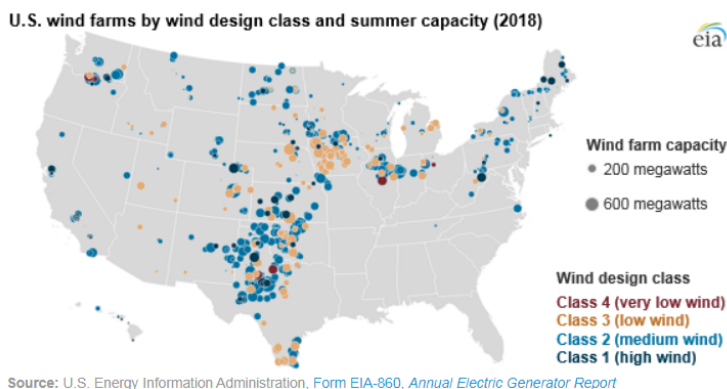 U.S. wind farms by wind design class and summer capacity (2018)
eia
Wind farm capacity
200 megawatts
600 megawatts
Wind design class
Class 4 (very low wind)
Class 3 (low wind)
Class 2 (medium wind)
Class 1 (high wind)
Source: U.S. Energy Information Administration, Form EIA-860, Annual Electric Generator Report